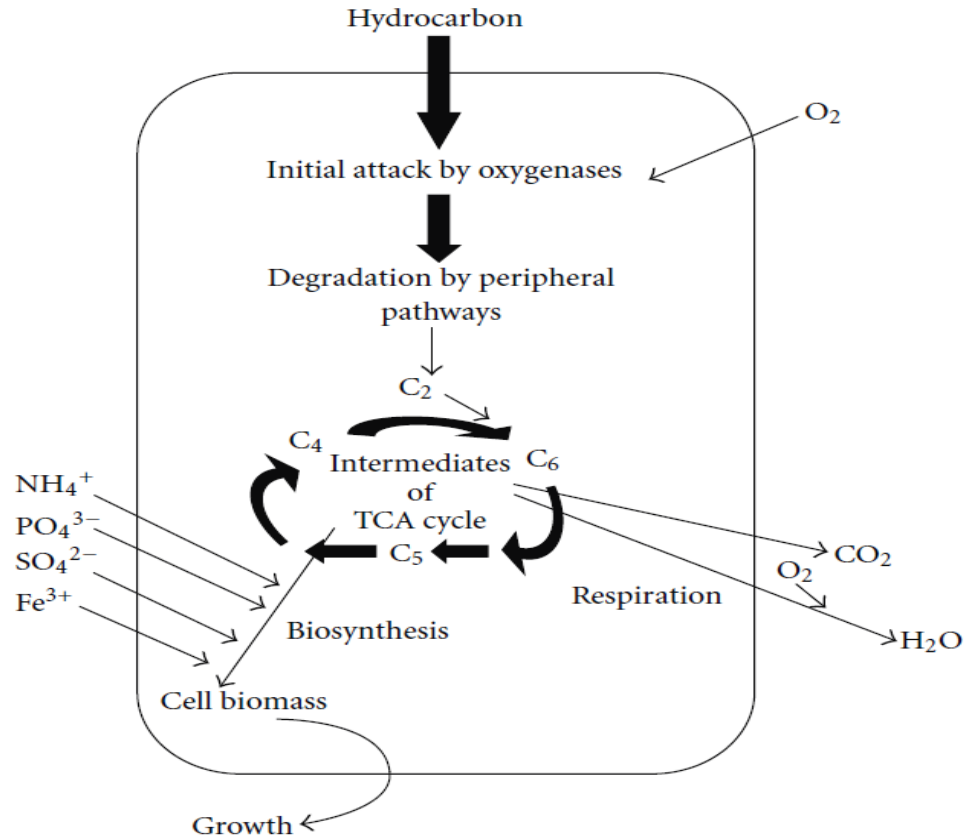 Hydrocarbon
O₂
Initial attack by oxygenases
Degradation by peripheral
pathways
C₂
C₄
C₆
Intermediates
of
TCA cycle
C₅
NH₄⁺
PO₄³⁻
SO₄²⁻
Fe³⁺
CO₂
O₂
Respiration
H₂O
Biosynthesis
Cell biomass
Growth